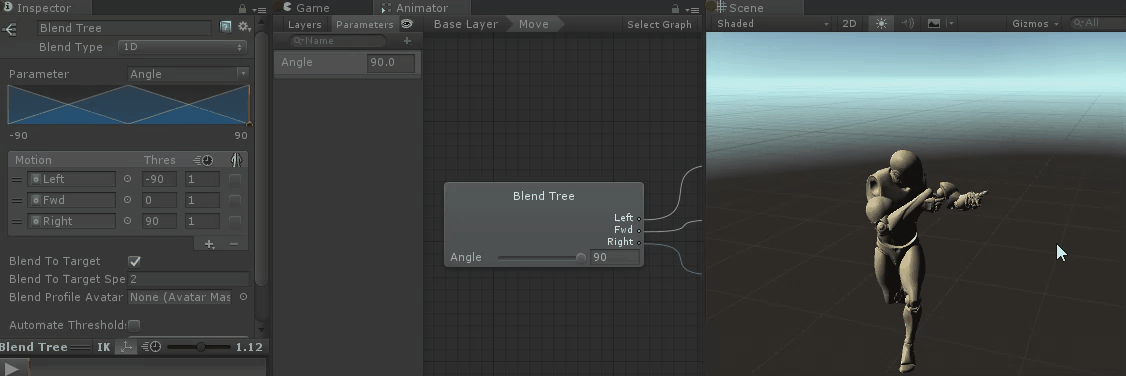 Inspector
Blend Tree
Blend Type 1D
Parameter Angle
-90 90
Motion Thres
Left -90 1
Fwd 0 1
Right 90 1
+ −
Blend To Target
Blend To Target Spe 2
Blend Profile Avatar None (Avatar Mas
Automate Threshold:
Blend Tree IK 1.12
Game Animator
Layers Parameters Base Layer Move Select Graph
Name +
Angle 90.0
Blend Tree
Left
Fwd
Right
Angle 90
Scene
Shaded 2D Gizmos All